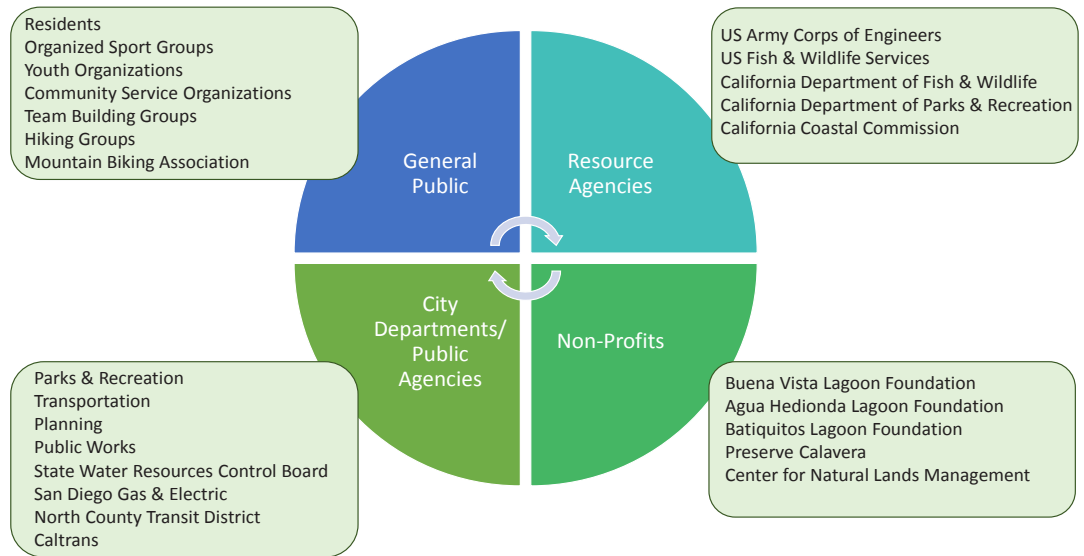 Residents
Organized Sport Groups
Youth Organizations
Community Service Organizations
Team Building Groups
Hiking Groups
Mountain Biking Association
US Army Corps of Engineers
US Fish & Wildlife Services
California Department of Fish & Wildlife
California Department of Parks & Recreation
California Coastal Commission
General
Public
Resource
Agencies
City
Departments/
Public
Agencies
Non-Profits
Parks & Recreation
Transportation
Planning
Public Works
State Water Resources Control Board
San Diego Gas & Electric
North County Transit District
Caltrans
Buena Vista Lagoon Foundation
Agua Hedionda Lagoon Foundation
Batiquitos Lagoon Foundation
Preserve Calavera
Center for Natural Lands Management